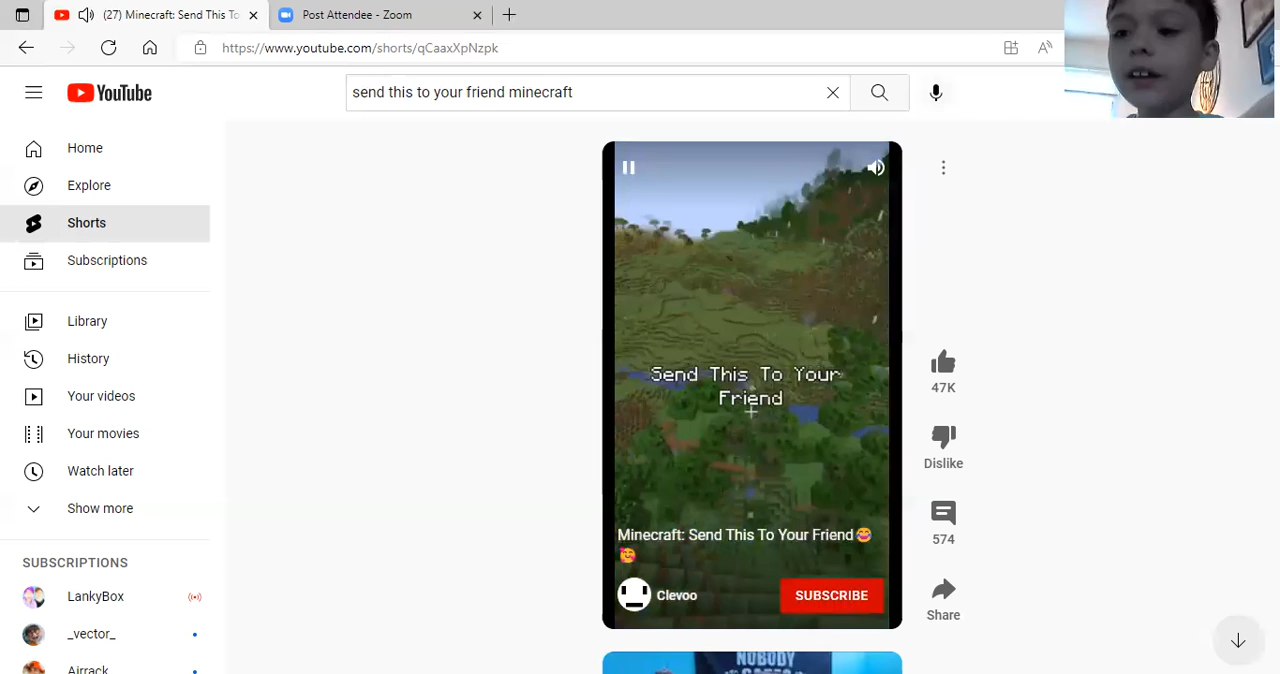 (27) Minecraft: Send This To
Post Attendee - Zoom
https://www.youtube.com/shorts/qCaaxXpNzpk
YouTube
send this to your friend minecraft
Home
Explore
Shorts
Subscriptions
Library
History
Your videos
Your movies
Watch later
Show more
SUBSCRIPTIONS
LankyBox
_vector_
Airrack
Send This To Your
Friend
Minecraft: Send This To Your Friend😂
🥰
Clevoo
SUBSCRIBE
47K
Dislike
574
Share
NOBODY